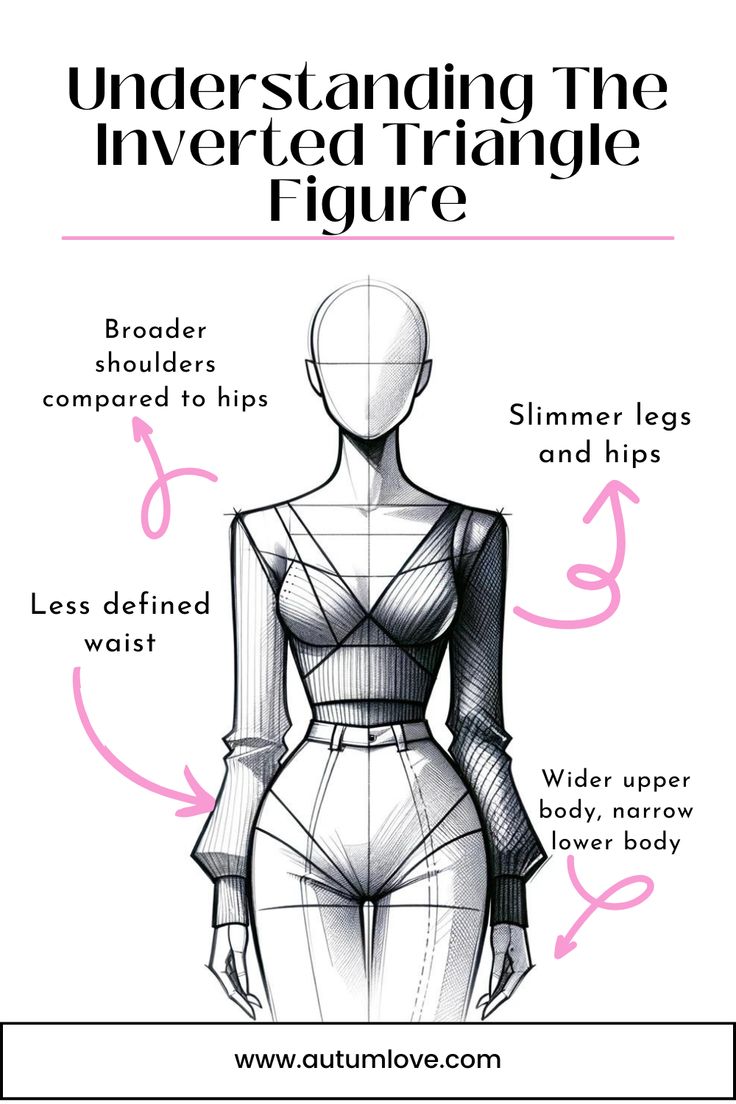 Understanding The
Inverted Triangle
Figure
Broader
shoulders
compared to hips
Slimmer legs
and hips
Less defined
waist
Wider upper
body, narrow
lower body
www.autumlove.com